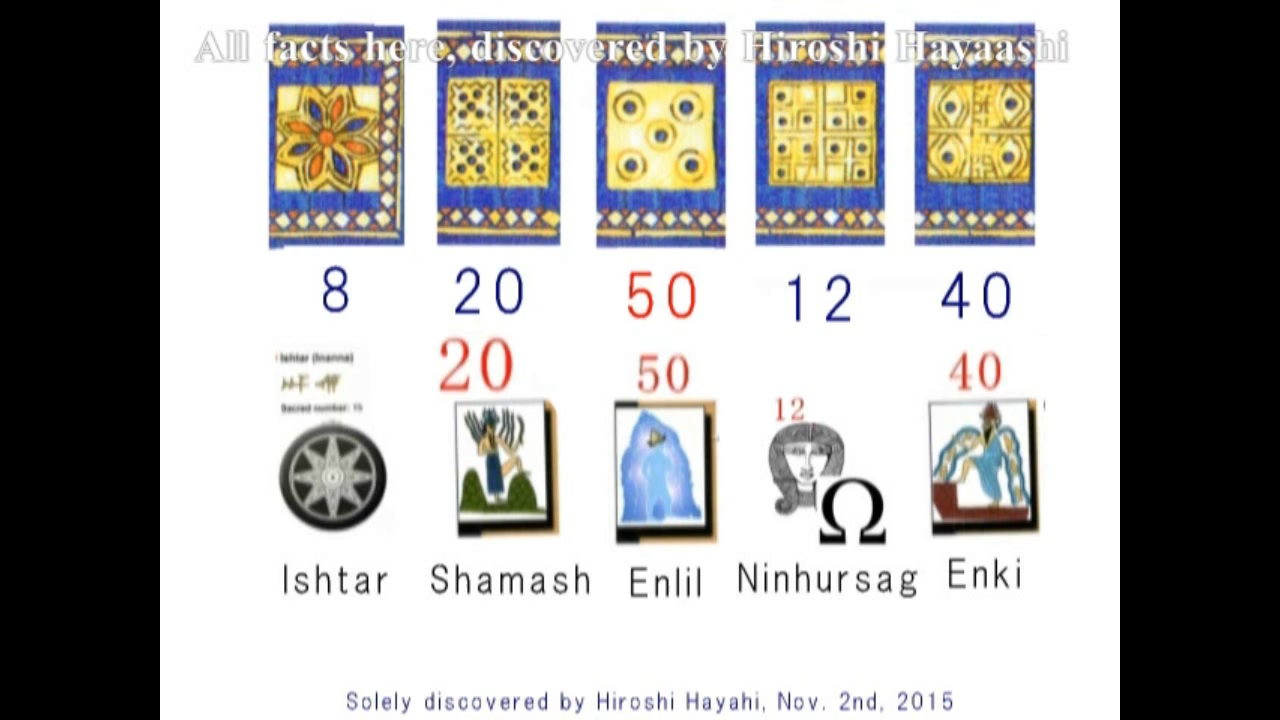 All facts here, discovered by Hiroshi Hayaashi
8 20 50 12 40
Ishtar (Inanna)
Sacred number: 15
20 50 12 40
Ω
Ishtar Shamash Enlil Ninhursag Enki
Solely discovered by Hiroshi Hayahi, Nov. 2nd, 2015